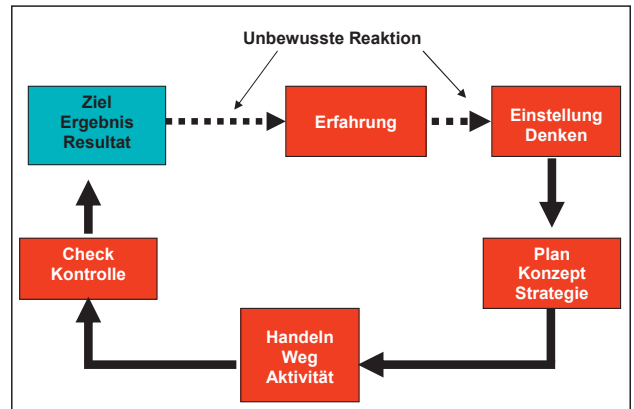 Unbewusste Reaktion
Ziel
Ergebnis
Resultat
Erfahrung
Einstellung
Denken
Check
Kontrolle
Plan
Konzept
Strategie
Handeln
Weg
Aktivität